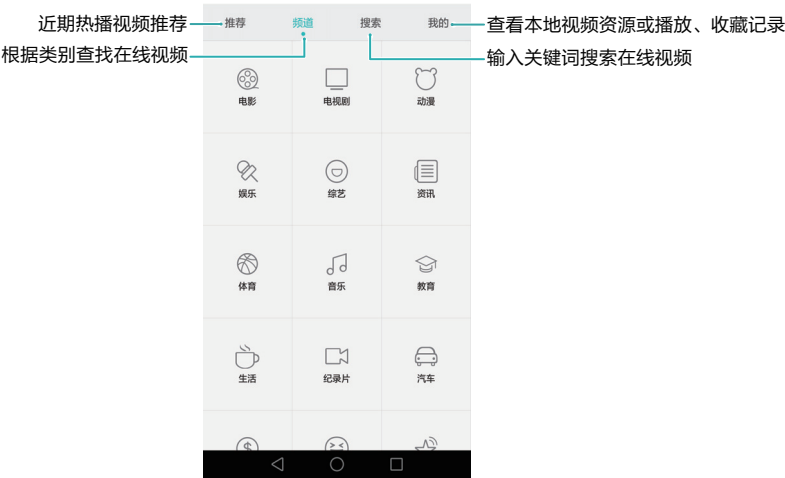 近期热播视频推荐
推荐
频道
搜索
我的
查看本地视频资源或播放、收藏记录
根据类别查找在线视频
输入关键词搜索在线视频
电影
电视剧
动漫
娱乐
综艺
资讯
体育
音乐
教育
生活
纪录片
汽车